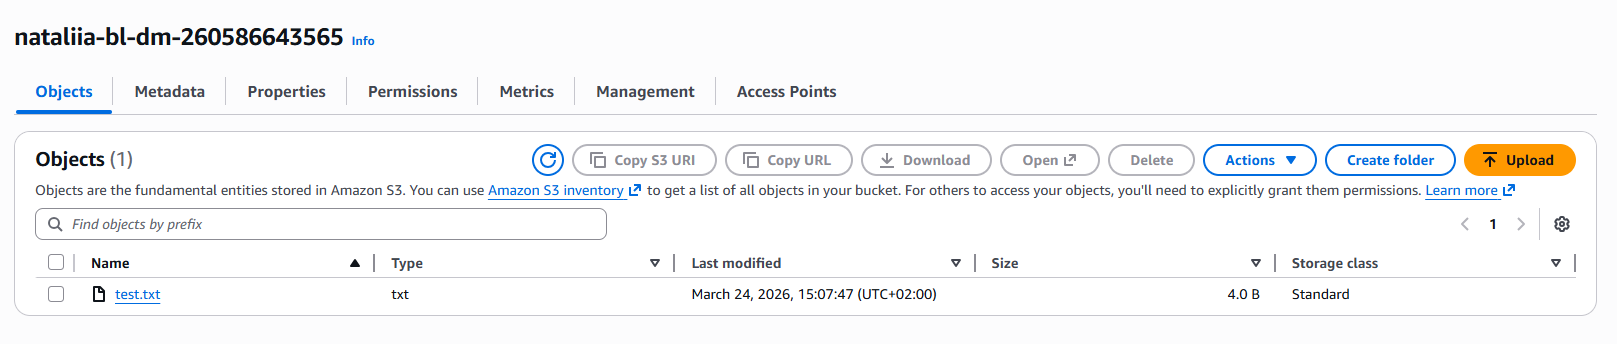 nataliia-bl-dm-260586643565 Info
Objects Metadata Properties Permissions Metrics Management Access Points
Objects (1) Copy S3 URI Copy URL Download Open Delete Actions Create folder Upload
Objects are the fundamental entities stored in Amazon S3. You can use Amazon S3 inventory to get a list of all objects in your bucket. For others to access your objects, you'll need to explicitly grant them permissions. Learn more
Find objects by prefix 1
Name Type Last modified Size Storage class
test.txt txt March 24, 2026, 15:07:47 (UTC+02:00) 4.0 B Standard